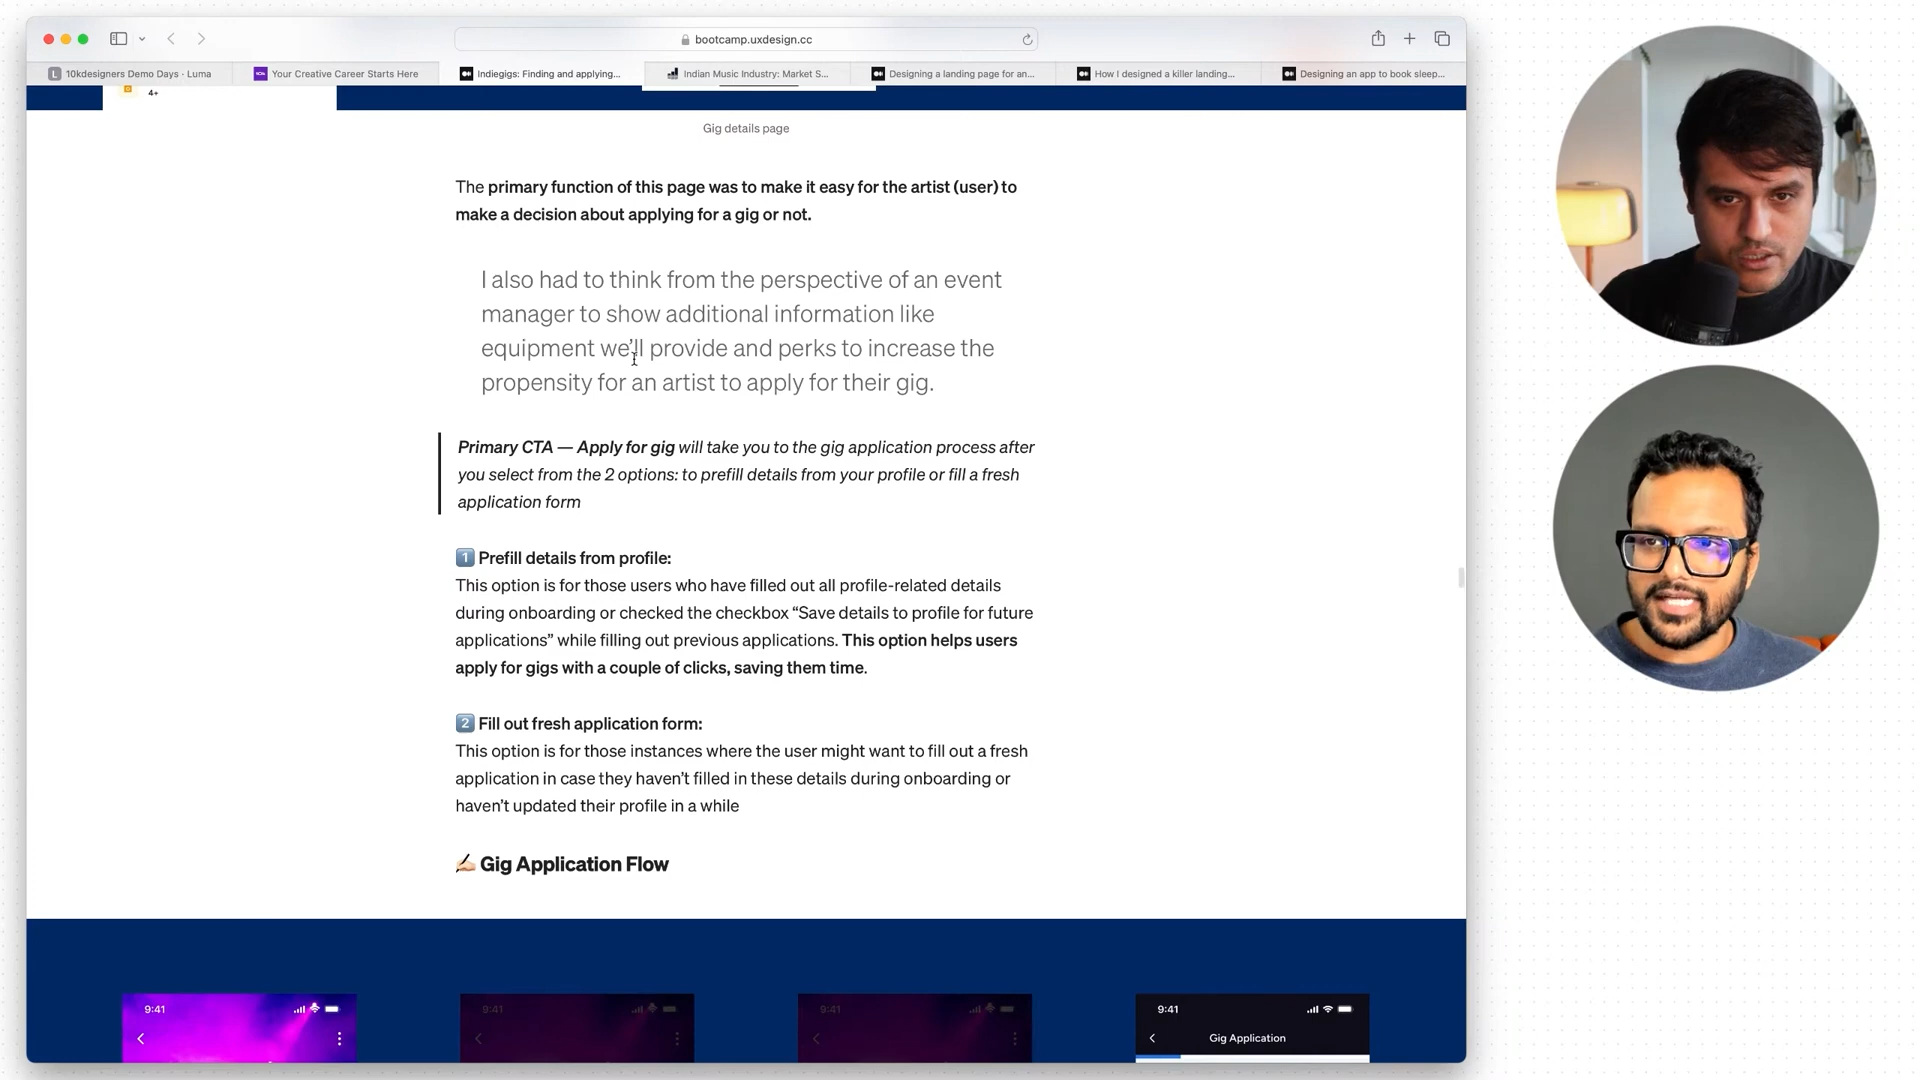 bootcamp.uxdesign.cc
10kdesigners Demo Days · Luma
Your Creative Career Starts Here
Indiegigs: Finding and applying...
Indian Music Industry: Market S...
Designing a landing page for an...
How I designed a killer landing...
Designing an app to book sleep...
4+
Gig details page
The primary function of this page was to make it easy for the artist (user) to
make a decision about applying for a gig or not.
I also had to think from the perspective of an event
manager to show additional information like
equipment we’ll provide and perks to increase the
propensity for an artist to apply for their gig.
Primary CTA — Apply for gig will take you to the gig application process after
you select from the 2 options: to prefill details from your profile or fill a fresh
application form
1 Prefill details from profile:
This option is for those users who have filled out all profile-related details
during onboarding or checked the checkbox “Save details to profile for future
applications” while filling out previous applications. This option helps users
apply for gigs with a couple of clicks, saving them time.
2 Fill out fresh application form:
This option is for those instances where the user might want to fill out a fresh
application in case they haven’t filled in these details during onboarding or
haven’t updated their profile in a while
✍🏻 Gig Application Flow
9:41
9:41
9:41
9:41
Gig Application